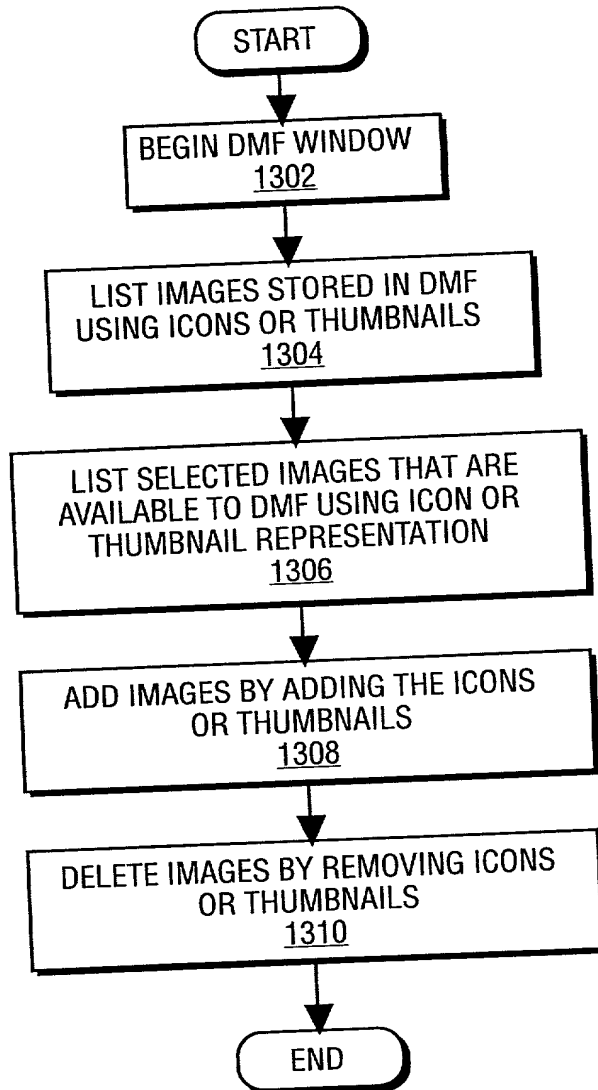 START
BEGIN DMF WINDOW
1302
LIST IMAGES STORED IN DMF
USING ICONS OR THUMBNAILS
1304
LIST SELECTED IMAGES THAT ARE
AVAILABLE TO DMF USING ICON OR
THUMBNAIL REPRESENTATION
1306
ADD IMAGES BY ADDING THE ICONS
OR THUMBNAILS
1308
DELETE IMAGES BY REMOVING ICONS
OR THUMBNAILS
1310
END